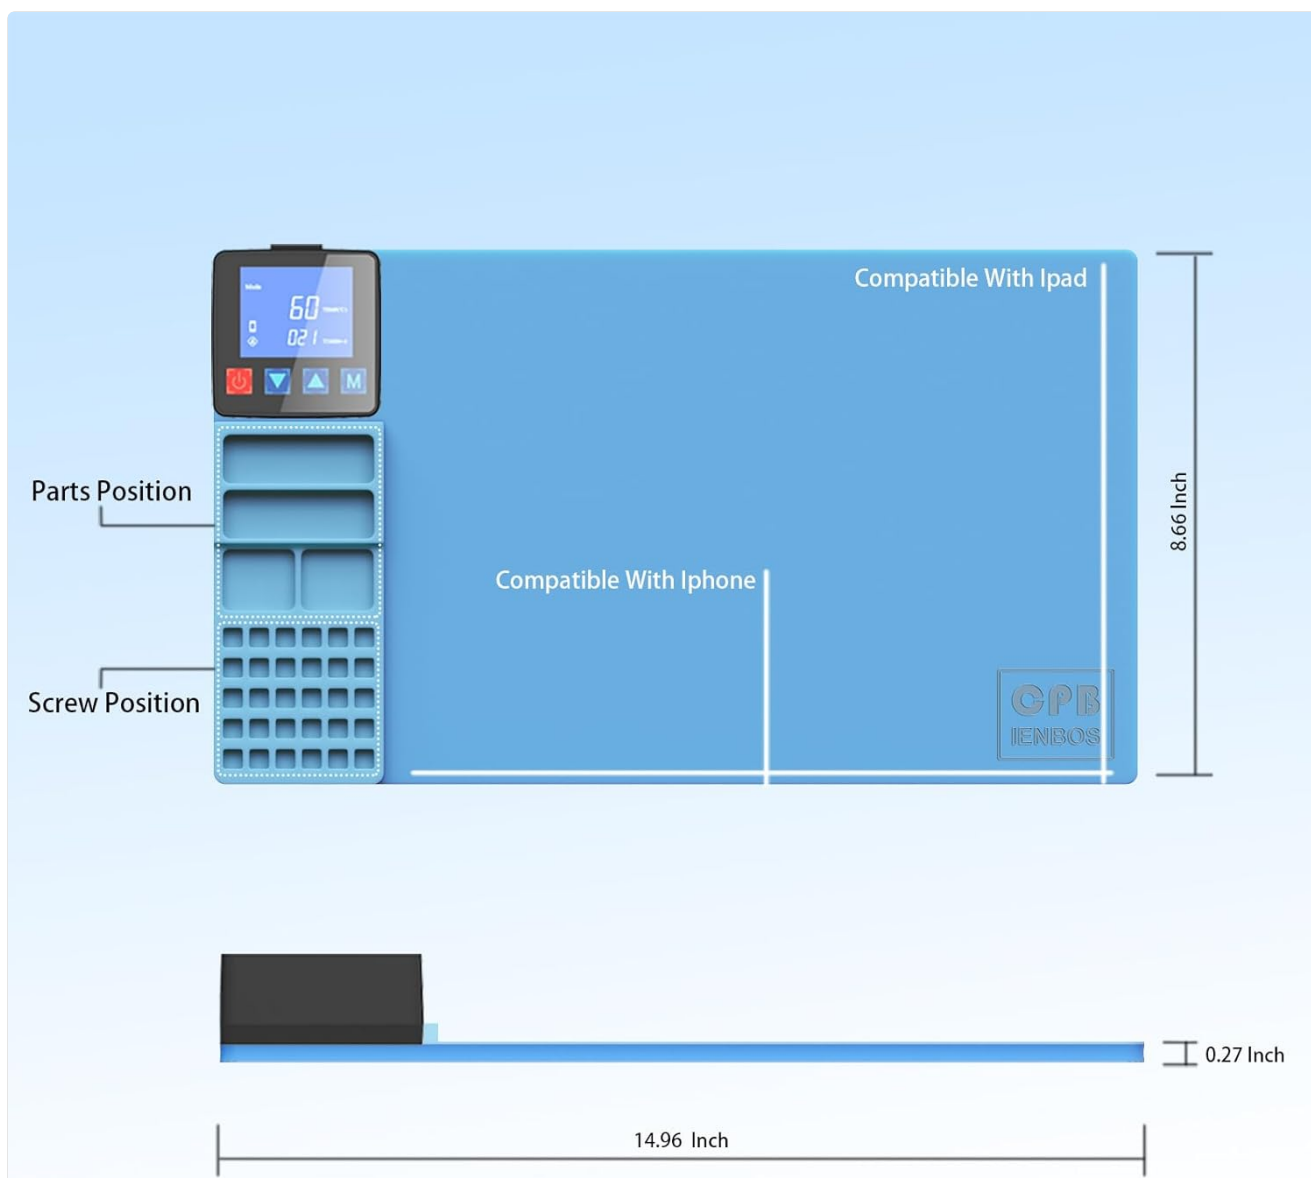 Compatible With Ipad
Mode
60
021
M
Parts Position
8.66 Inch
Compatible With Iphone
Screw Position
CPB
IENBOS
0.27 Inch
14.96 Inch